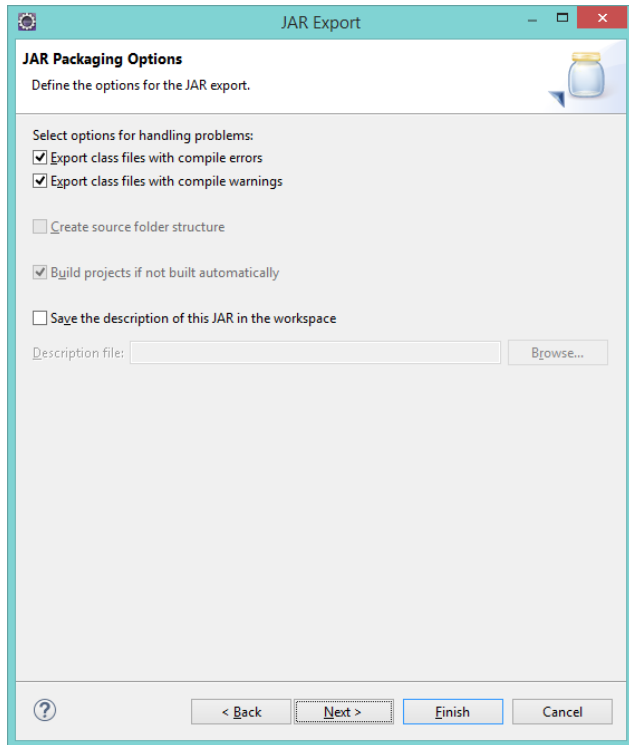 JAR Export
JAR Packaging Options
Define the options for the JAR export.
Select options for handling problems:
Export class files with compile errors
Export class files with compile warnings
Create source folder structure
Build projects if not built automatically
Save the description of this JAR in the workspace
Description file: Browse...
? < Back Next > Finish Cancel